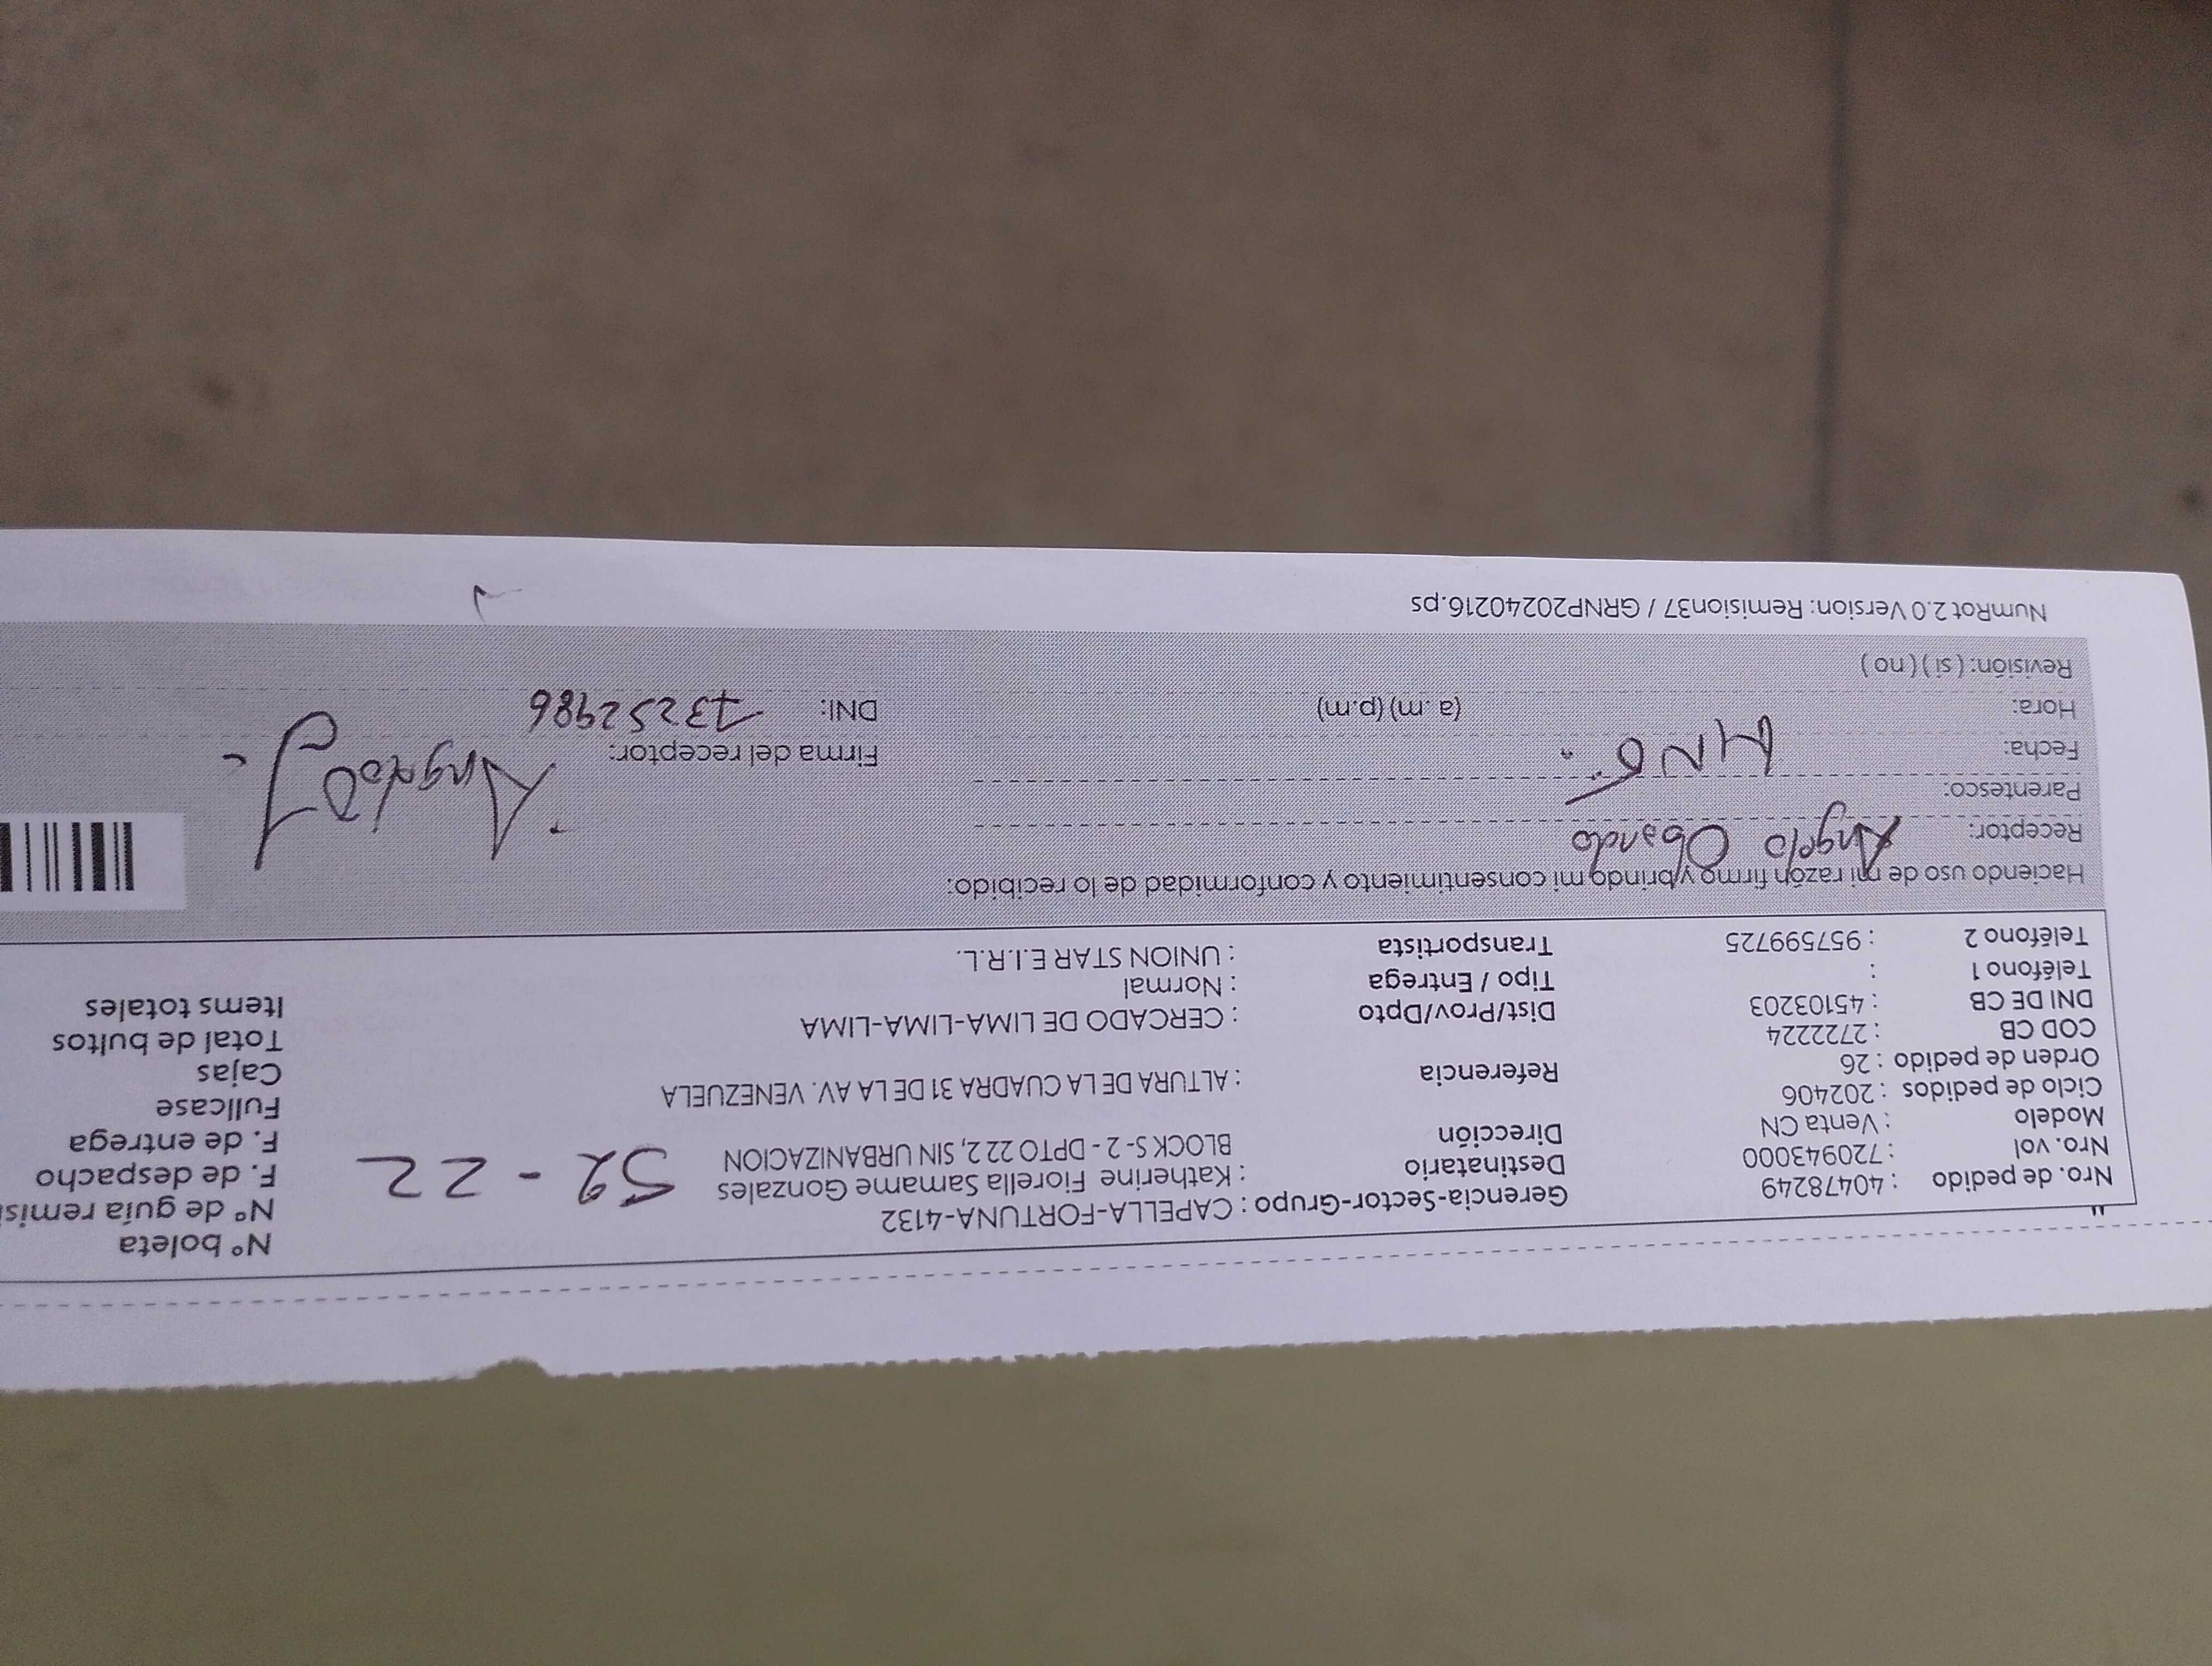 Nº boleta
Nro. de pedido : 40478249 Gerencia-Sector-Grupo : CAPELLA-FORTUNA-4132 Nº de guía remisi
Nro. vol : 720943000 Destinatario : Katherine Fiorella Samame Gonzales F. de despacho
Modelo : Venta CN Dirección BLOCK S- 2 - DPTO 22 2, SIN URBANIZACION S2 - 22 F. de entrega
Ciclo de pedidos : 202406 Fullcase
Orden de pedido : 26 Referencia : ALTURA DE LA CUADRA 31 DE LA AV. VENEZUELA Cajas
COD CB : 2722224 Total de bultos
DNI DE CB : 45103203 Dist/Prov/Dpto : CERCADO DE LIMA-LIMA-LIMA Items totales
Teléfono 1 : Tipo / Entrega : Normal
Teléfono 2 : 957599725 Transportista : UNION STAR E.I.R.L.
Haciendo uso de mi razón firmo y brindo mi consentimiento y conformidad de lo recibido:
Receptor: Angelo Obando
Parentesco:
Fecha: Firma del receptor: Angelo
Hora: (a .m) (p.m) DNI: 73252986
Revisión: ( si ) ( no )
NumRot 2.0 Version: Remision37 / GRNP20240216.ps